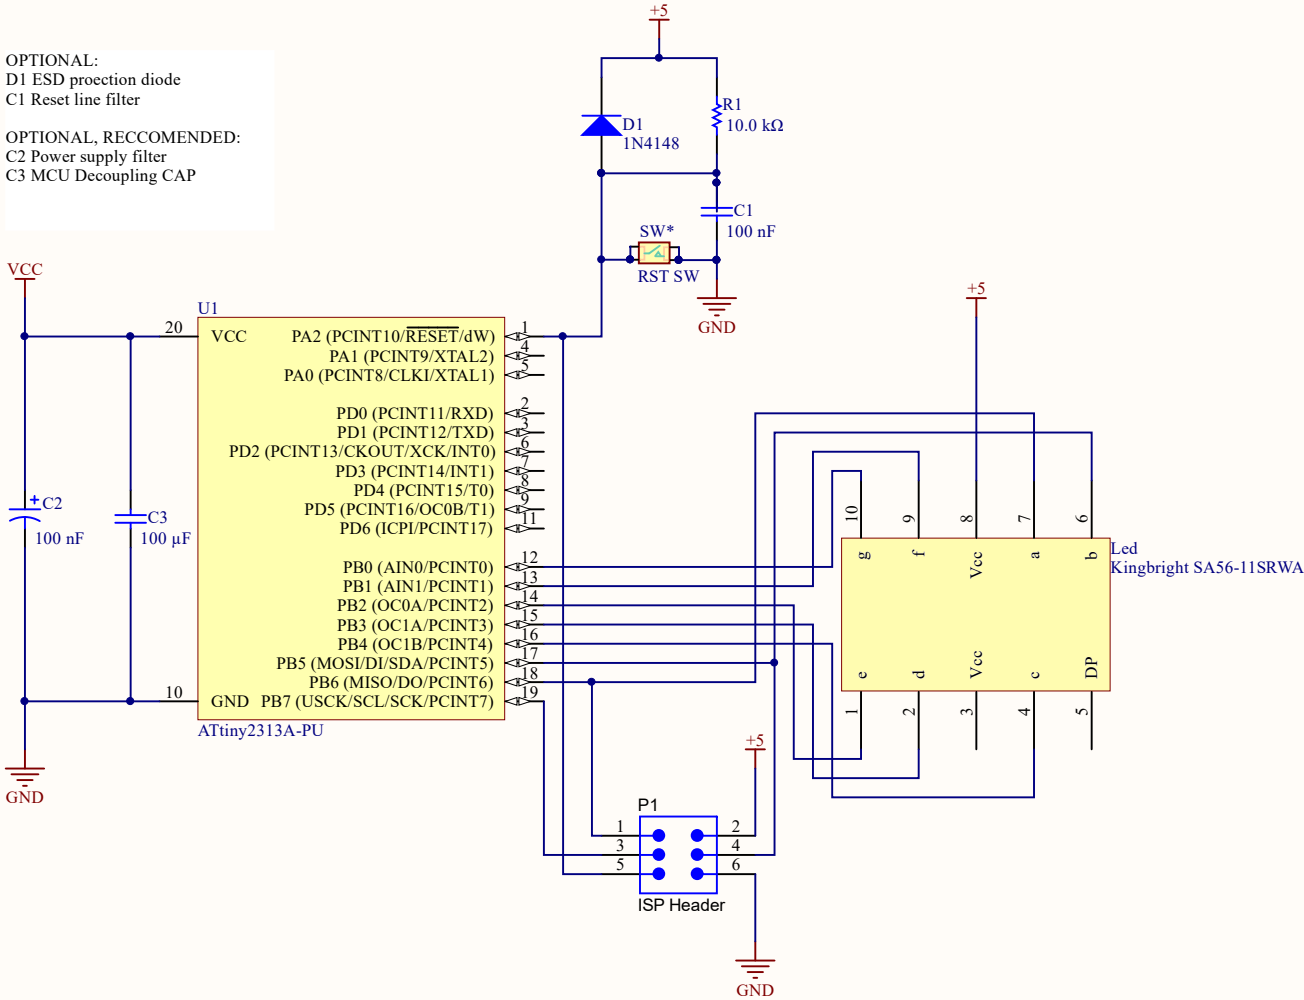 +5
OPTIONAL:
D1 ESD proection diode
C1 Reset line filter
OPTIONAL, RECCOMENDED:
C2 Power supply filter
C3 MCU Decoupling CAP
R1
10.0 kΩ
D1
1N4148
C1
100 nF
SW*
RST SW
GND
VCC
+5
U1
20 VCC
PA2 (PCINT10/RESET/dW) 1
PA1 (PCINT9/XTAL2) 4
PA0 (PCINT8/CLKI/XTAL1) 5
PD0 (PCINT11/RXD) 2
PD1 (PCINT12/TXD) 3
PD2 (PCINT13/CKOUT/XCK/INT0) 6
PD3 (PCINT14/INT1) 7
PD4 (PCINT15/T0) 8
PD5 (PCINT16/OC0B/T1) 9
PD6 (ICPI/PCINT17) 11
PB0 (AIN0/PCINT0) 12
PB1 (AIN1/PCINT1) 13
PB2 (OC0A/PCINT2) 14
PB3 (OC1A/PCINT3) 15
PB4 (OC1B/PCINT4) 16
PB5 (MOSI/DI/SDA/PCINT5) 17
PB6 (MISO/DO/PCINT6) 18
10 GND PB7 (USCK/SCL/SCK/PCINT7) 19
ATtiny2313A-PU
+ C2
100 nF
C3
100 µF
GND
10 9 8 7 6
g f Vcc a b
Led
Kingbright SA56-11SRWA
e d Vcc c DP
1 2 3 4 5
+5
P1
1 2
3 4
5 6
ISP Header
GND